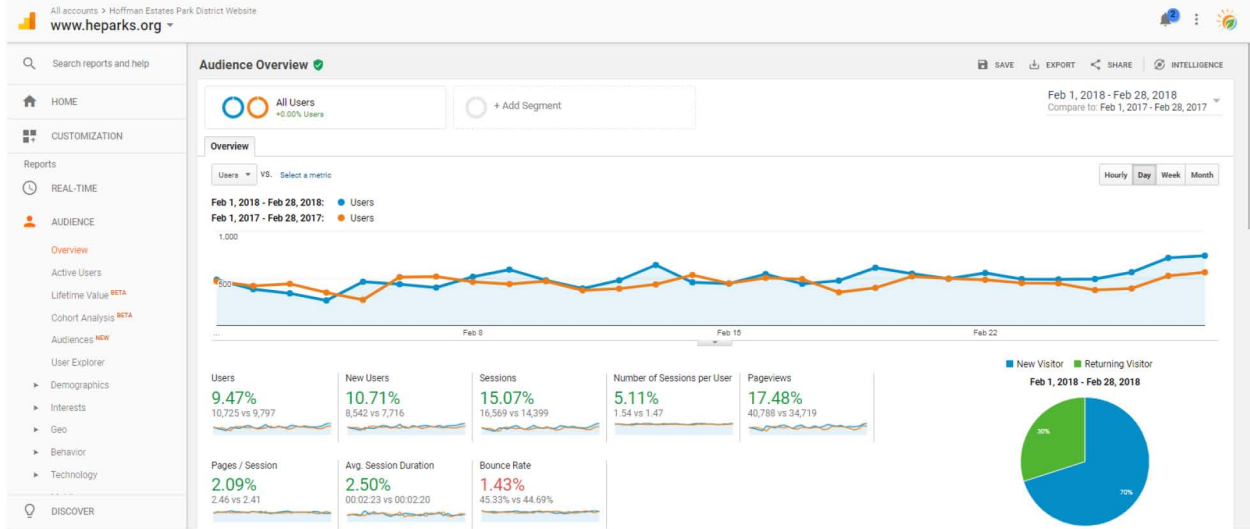 All accounts > Hoffman Estates Park District Website
www.heparks.org
2
Search reports and help
HOME
CUSTOMIZATION
Reports
REAL-TIME
AUDIENCE
Overview
Active Users
Lifetime Value BETA
Cohort Analysis BETA
Audiences NEW
User Explorer
Demographics
Interests
Geo
Behavior
Technology
DISCOVER
Audience Overview
SAVE EXPORT SHARE INTELLIGENCE
All Users
+0.00% Users
+ Add Segment
Feb 1, 2018 - Feb 28, 2018
Compare to: Feb 1, 2017 - Feb 28, 2017
Overview
Users VS. Select a metric
Hourly Day Week Month
Feb 1, 2018 - Feb 28, 2018: Users
Feb 1, 2017 - Feb 28, 2017: Users
1,000
500
... Feb 8 Feb 15 Feb 22
Users
9.47%
10,725 vs 9,797
New Users
10.71%
8,542 vs 7,716
Sessions
15.07%
16,569 vs 14,399
Number of Sessions per User
5.11%
1.54 vs 1.47
Pageviews
17.48%
40,788 vs 34,719
Pages / Session
2.09%
2.46 vs 2.41
Avg. Session Duration
2.50%
00:02:23 vs 00:02:20
Bounce Rate
1.43%
45.33% vs 44.69%
New Visitor Returning Visitor
Feb 1, 2018 - Feb 28, 2018
30%
70%